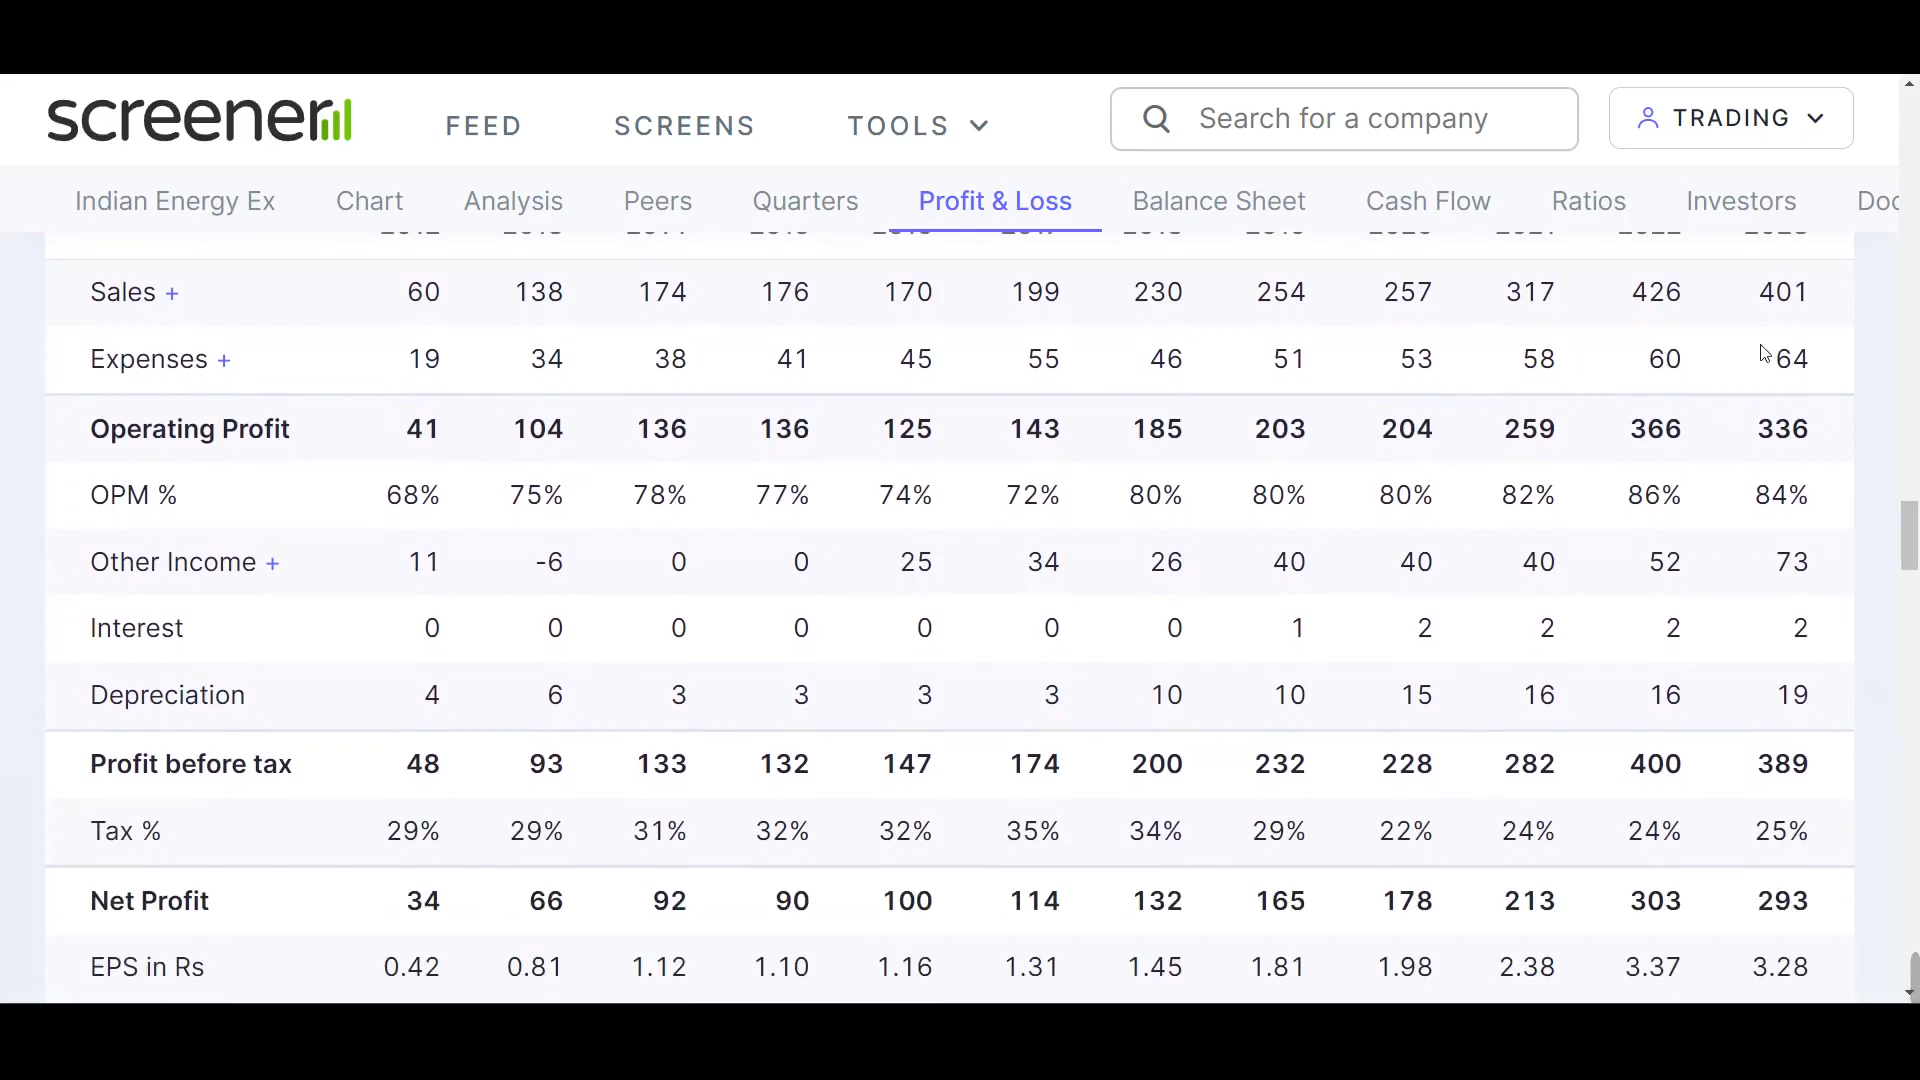 screener FEED SCREENS TOOLS Search for a company TRADING
Indian Energy Ex Chart Analysis Peers Quarters Profit & Loss Balance Sheet Cash Flow Ratios Investors Doc
Sales + 60 138 174 176 170 199 230 254 257 317 426 401
Expenses + 19 34 38 41 45 55 46 51 53 58 60 64
Operating Profit 41 104 136 136 125 143 185 203 204 259 366 336
OPM % 68% 75% 78% 77% 74% 72% 80% 80% 80% 82% 86% 84%
Other Income + 11 -6 0 0 25 34 26 40 40 40 52 73
Interest 0 0 0 0 0 0 0 1 2 2 2 2
Depreciation 4 6 3 3 3 3 10 10 15 16 16 19
Profit before tax 48 93 133 132 147 174 200 232 228 282 400 389
Tax % 29% 29% 31% 32% 32% 35% 34% 29% 22% 24% 24% 25%
Net Profit 34 66 92 90 100 114 132 165 178 213 303 293
EPS in Rs 0.42 0.81 1.12 1.10 1.16 1.31 1.45 1.81 1.98 2.38 3.37 3.28